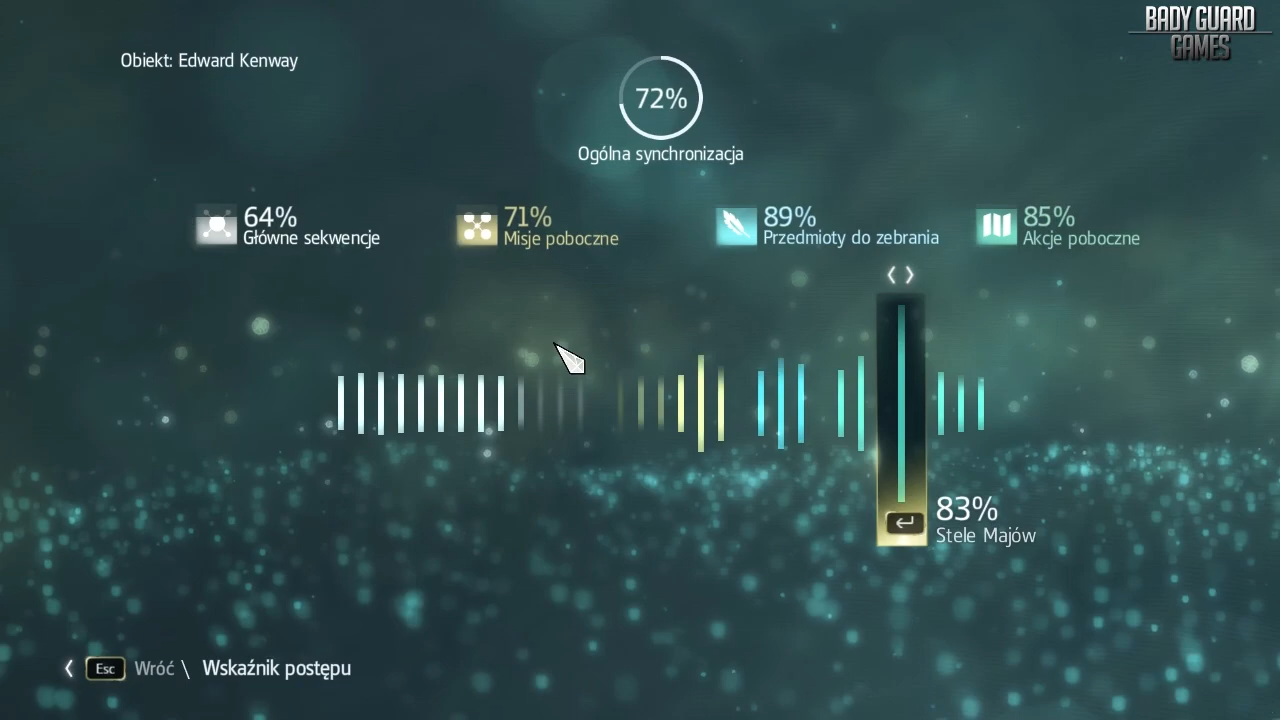 BADY GUARD
GAMES
Obiekt: Edward Kenway
72%
Ogólna synchronizacja
64%
Główne sekwencje
71%
Misje poboczne
89%
Przedmioty do zebrania
85%
Akcje poboczne
83%
Stele Majów
Esc Wróć \ Wskaźnik postępu